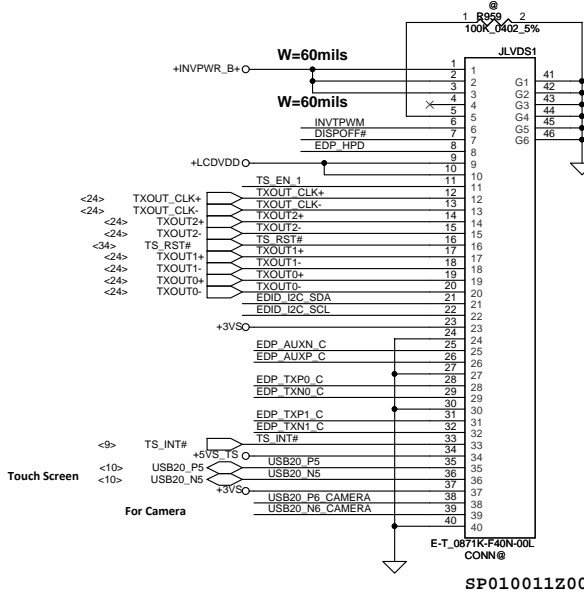 @
1 R959 2
100K_0402_5%
JLVDS1
W=60mils
+INVPWR_B+
W=60mils
1 1
2 2
3 3
4 4
5 5
INVTPWM 6 6
DISPOFF# 7 7
EDP_HPD 8 8
+LCDVDD 9 9
10 10
TS_EN_1 11 11
<24> TXOUT_CLK+ TXOUT_CLK+ 12 12
<24> TXOUT_CLK- TXOUT_CLK- 13 13
<24> TXOUT2+ TXOUT2+ 14 14
<24> TXOUT2- TXOUT2- 15 15
<34> TS_RST# TS_RST# 16 16
<24> TXOUT1+ TXOUT1+ 17 17
<24> TXOUT1- TXOUT1- 18 18
<24> TXOUT0+ TXOUT0+ 19 19
<24> TXOUT0- TXOUT0- 20 20
EDID_I2C_SDA 21 21
EDID_I2C_SCL 22 22
+3VS 23 23
24 24
EDP_AUXN_C 25 25
EDP_AUXP_C 26 26
27 27
EDP_TXP0_C 28 28
EDP_TXN0_C 29 29
30 30
EDP_TXP1_C 31 31
EDP_TXN1_C 32 32
<9> TS_INT# TS_INT# 33 33
+5VS_TS 34 34
Touch Screen
<10> USB20_P5 USB20_P5 35 35
<10> USB20_N5 USB20_N5 36 36
+3VS 37 37
For Camera
USB20_P6_CAMERA 38 38
USB20_N6_CAMERA 39 39
40 40
G1 41
G2 42
G3 43
G4 44
G5 45
G6 46
E-T_0871K-F40N-00L
CONN@
SP010011Z00